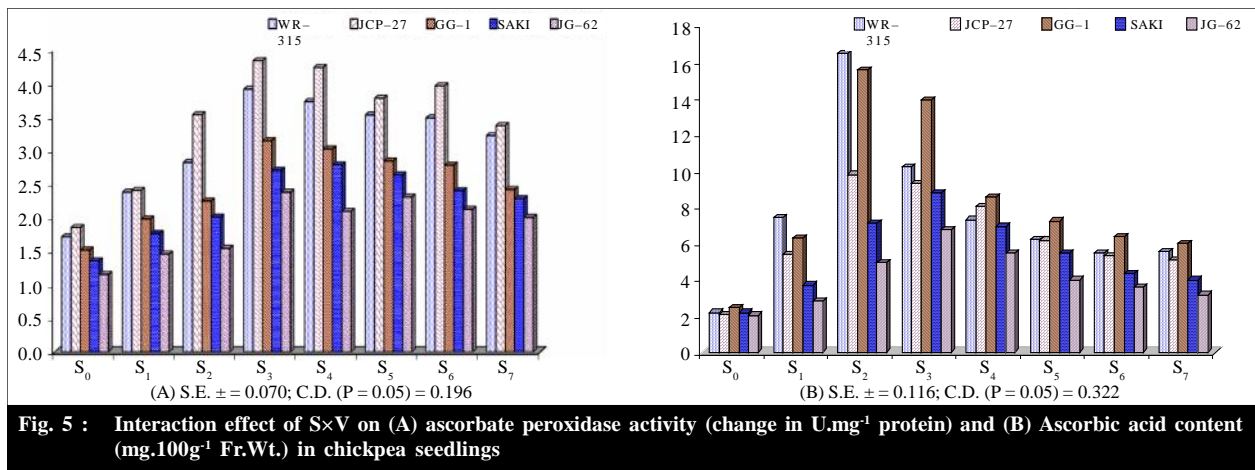 WR–315 JCP–27 GG–1 SAKI JG–62
4.5
4.0
3.5
3.0
2.5
2.0
1.5
1.0
0.5
0.0
S0 S1 S2 S3 S4 S5 S6 S7
(A) S.E. ± = 0.070; C.D. (P = 0.05) = 0.196
WR–315 JCP–27 GG–1 SAKI JG–62
18
16
14
12
10
8
6
4
2
0
S0 S1 S2 S3 S4 S5 S6 S7
(B) S.E. ± = 0.116; C.D. (P = 0.05) = 0.322
Fig. 5 : Interaction effect of S×V on (A) ascorbate peroxidase activity (change in U.mg-1 protein) and (B) Ascorbic acid content
(mg.100g-1 Fr.Wt.) in chickpea seedlings